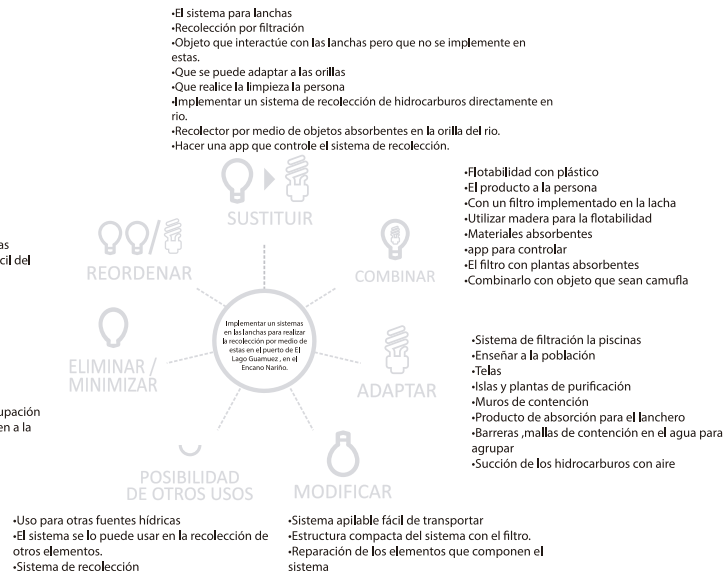 •El sistema para lanchas
•Recolección por filtración
•Objeto que interactúe con las lanchas pero que no se implemente en
estas.
•Que se puede adaptar a las orillas
•Que realice la limpieza la persona
•Implementar un sistema de recolección de hidrocarburos directamente en
rio.
•Recolector por medio de objetos absorbentes en la orilla del rio.
•Hacer una app que controle el sistema de recolección.
SUSTITUIR
•Flotabilidad con plástico
•El producto a la persona
•Con un filtro implementado en la lacha
•Utilizar madera para la flotabilidad
•Materiales absorbentes
•app para controlar
•El filtro con plantas absorbentes
•Combinarlo con objeto que sean camufla
COMBINAR
as
cil del
REORDENAR
Implementar un sistemas
en las lanchas para realizar
la recolección por medio de
estas en el puerto de El
Lago Guamuez , en el
Encano Nariño.
•Sistema de filtración la piscinas
•Enseñar a la población
•Telas
•Islas y plantas de purificación
•Muros de contención
•Producto de absorción para el lanchero
•Barreras ,mallas de contención en el agua para
agrupar
•Succión de los hidrocarburos con aire
ADAPTAR
ELIMINAR /
MINIMIZAR
upación
en a la
POSIBILIDAD
DE OTROS USOS
MODIFICAR
•Uso para otras fuentes hídricas
•El sistema se lo puede usar en la recolección de
otros elementos.
•Sistema de recolección
•Sistema apilable fácil de transportar
•Estructura compacta del sistema con el filtro.
•Reparación de los elementos que componen el
sistema